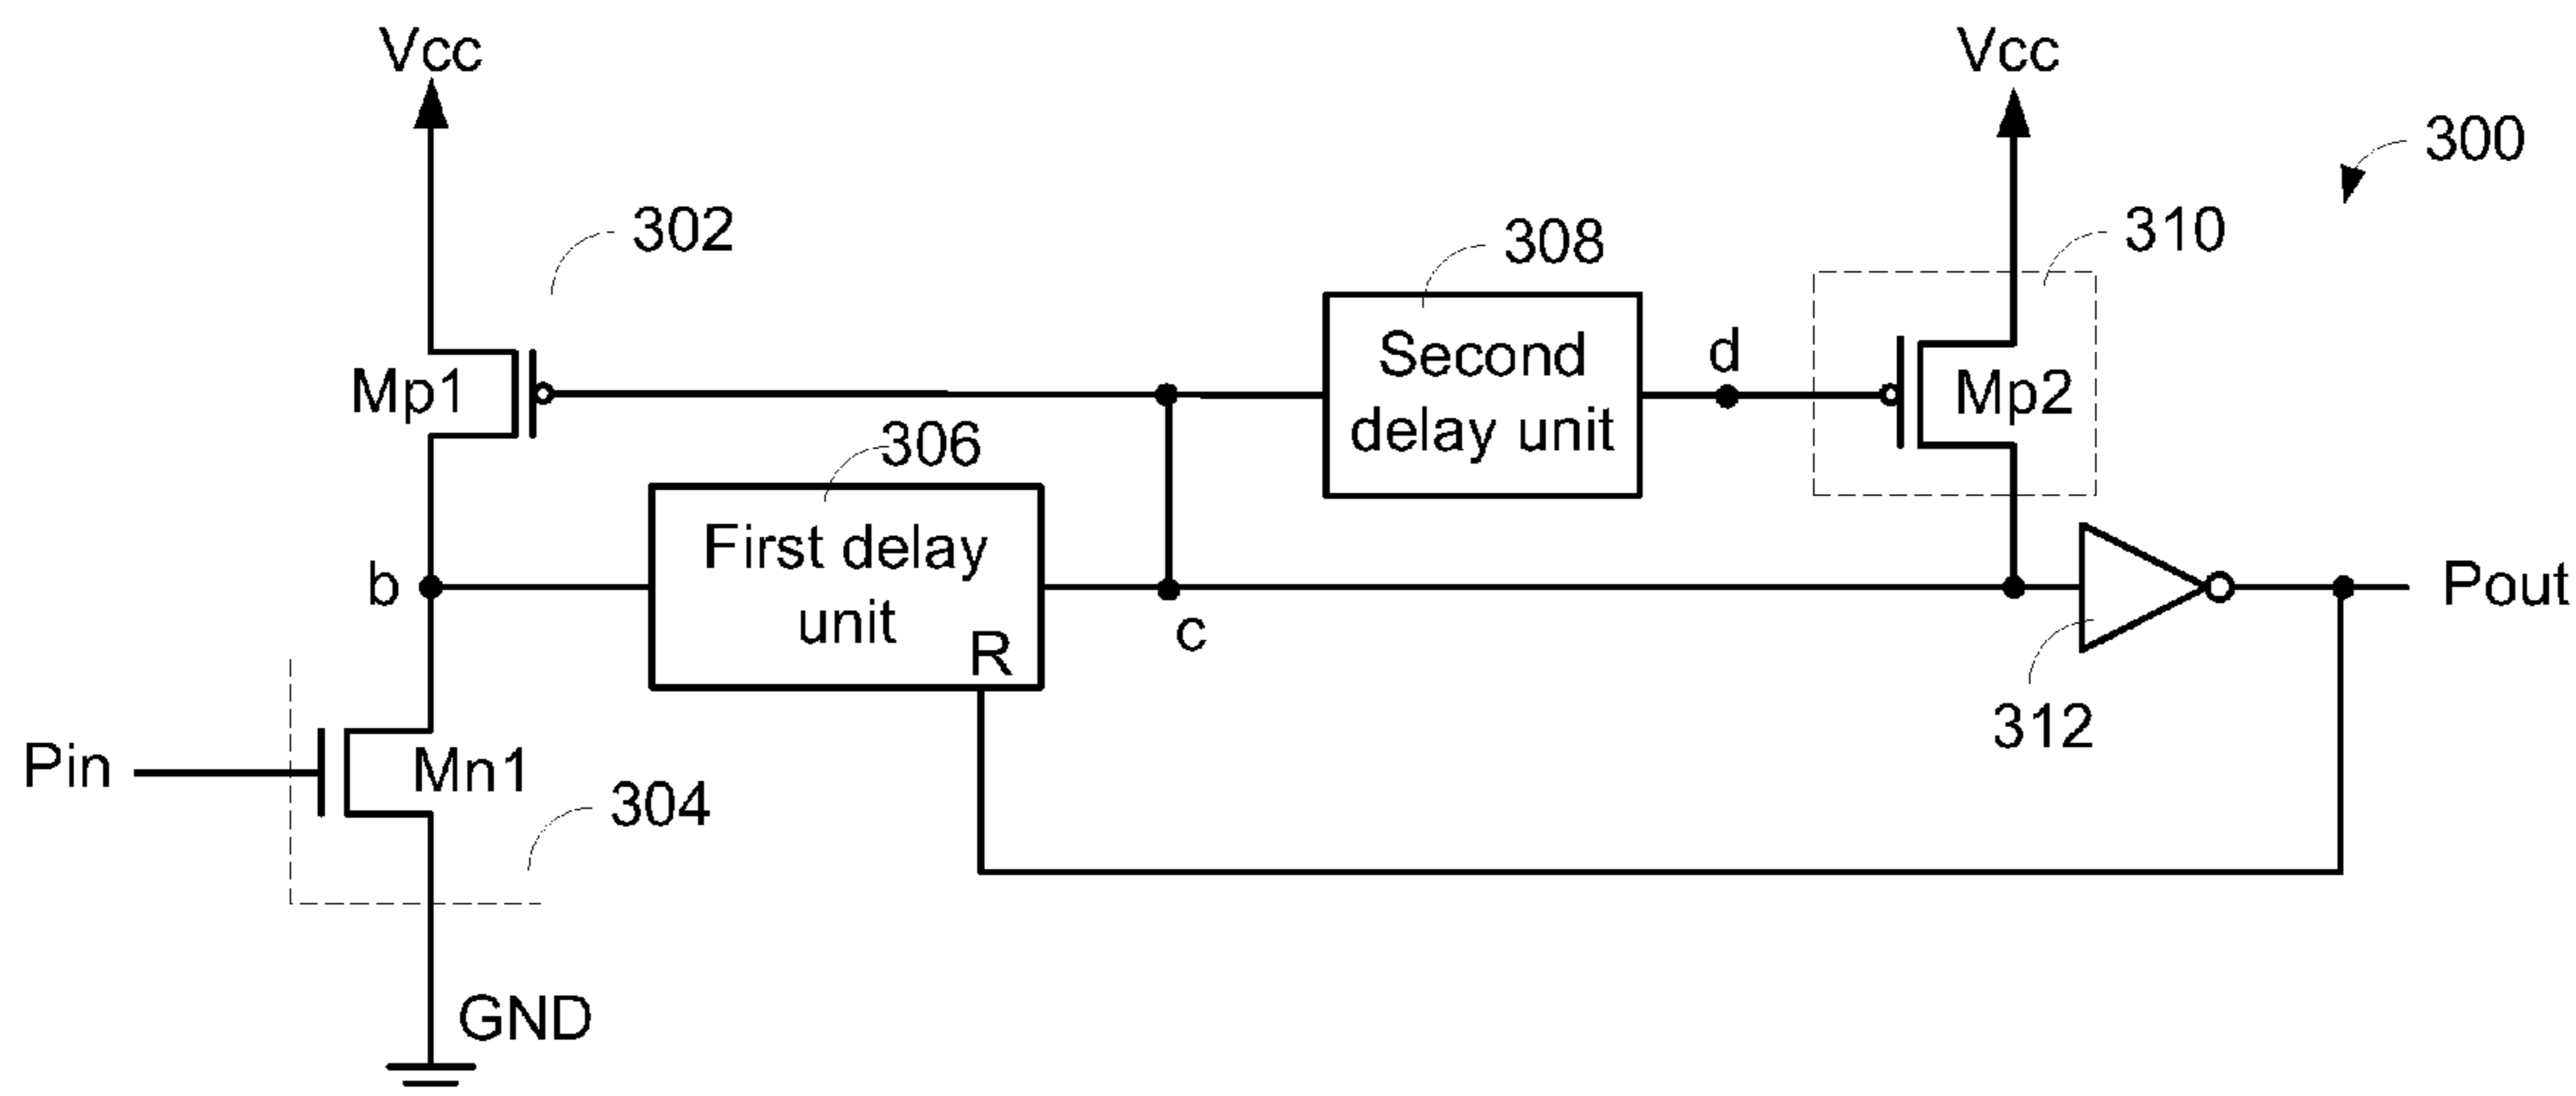 Vcc
Vcc
300
302
308
310
Second
delay unit
d
Mp1
Mp2
306
First delay
unit
R
b
c
Pout
312
Pin
Mn1
304
GND